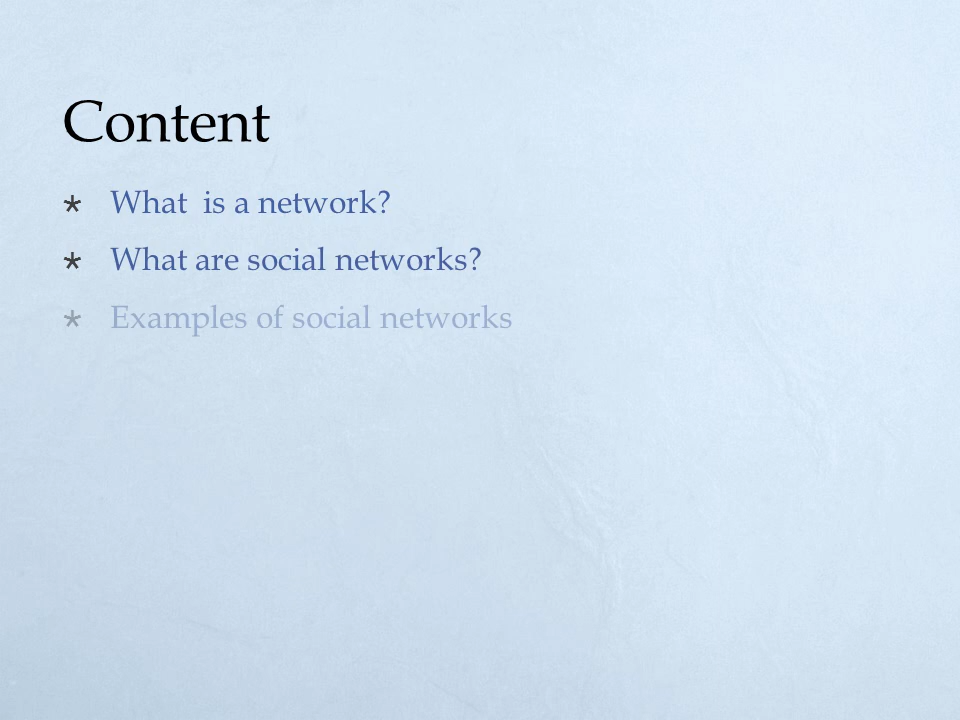 Content
* What  is a network?
* What are social networks?
* Examples of social networks